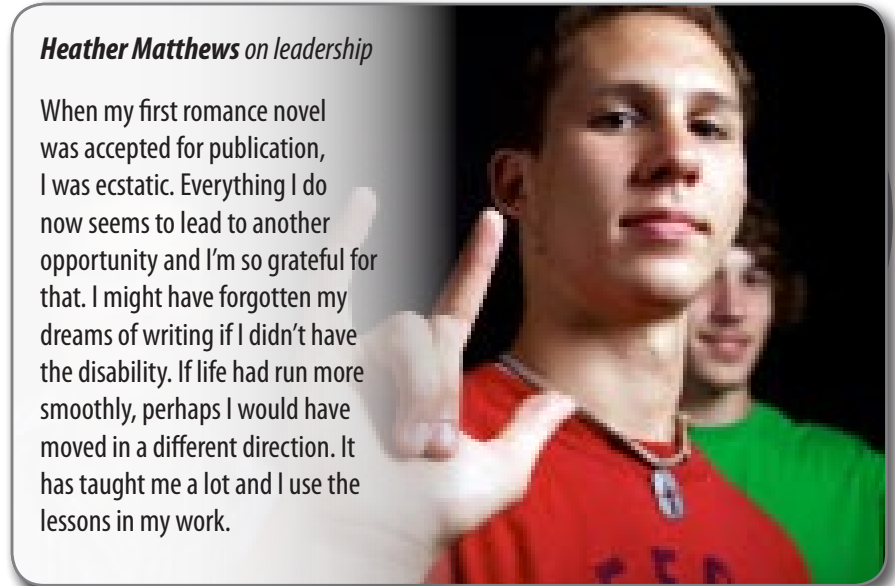 Heather Matthews on leadership
When my first romance novel
was accepted for publication,
I was ecstatic. Everything I do
now seems to lead to another
opportunity and I'm so grateful for
that. I might have forgotten my
dreams of writing if I didn't have
the disability. If life had run more
smoothly, perhaps I would have
moved in a different direction. It
has taught me a lot and I use the
lessons in my work.